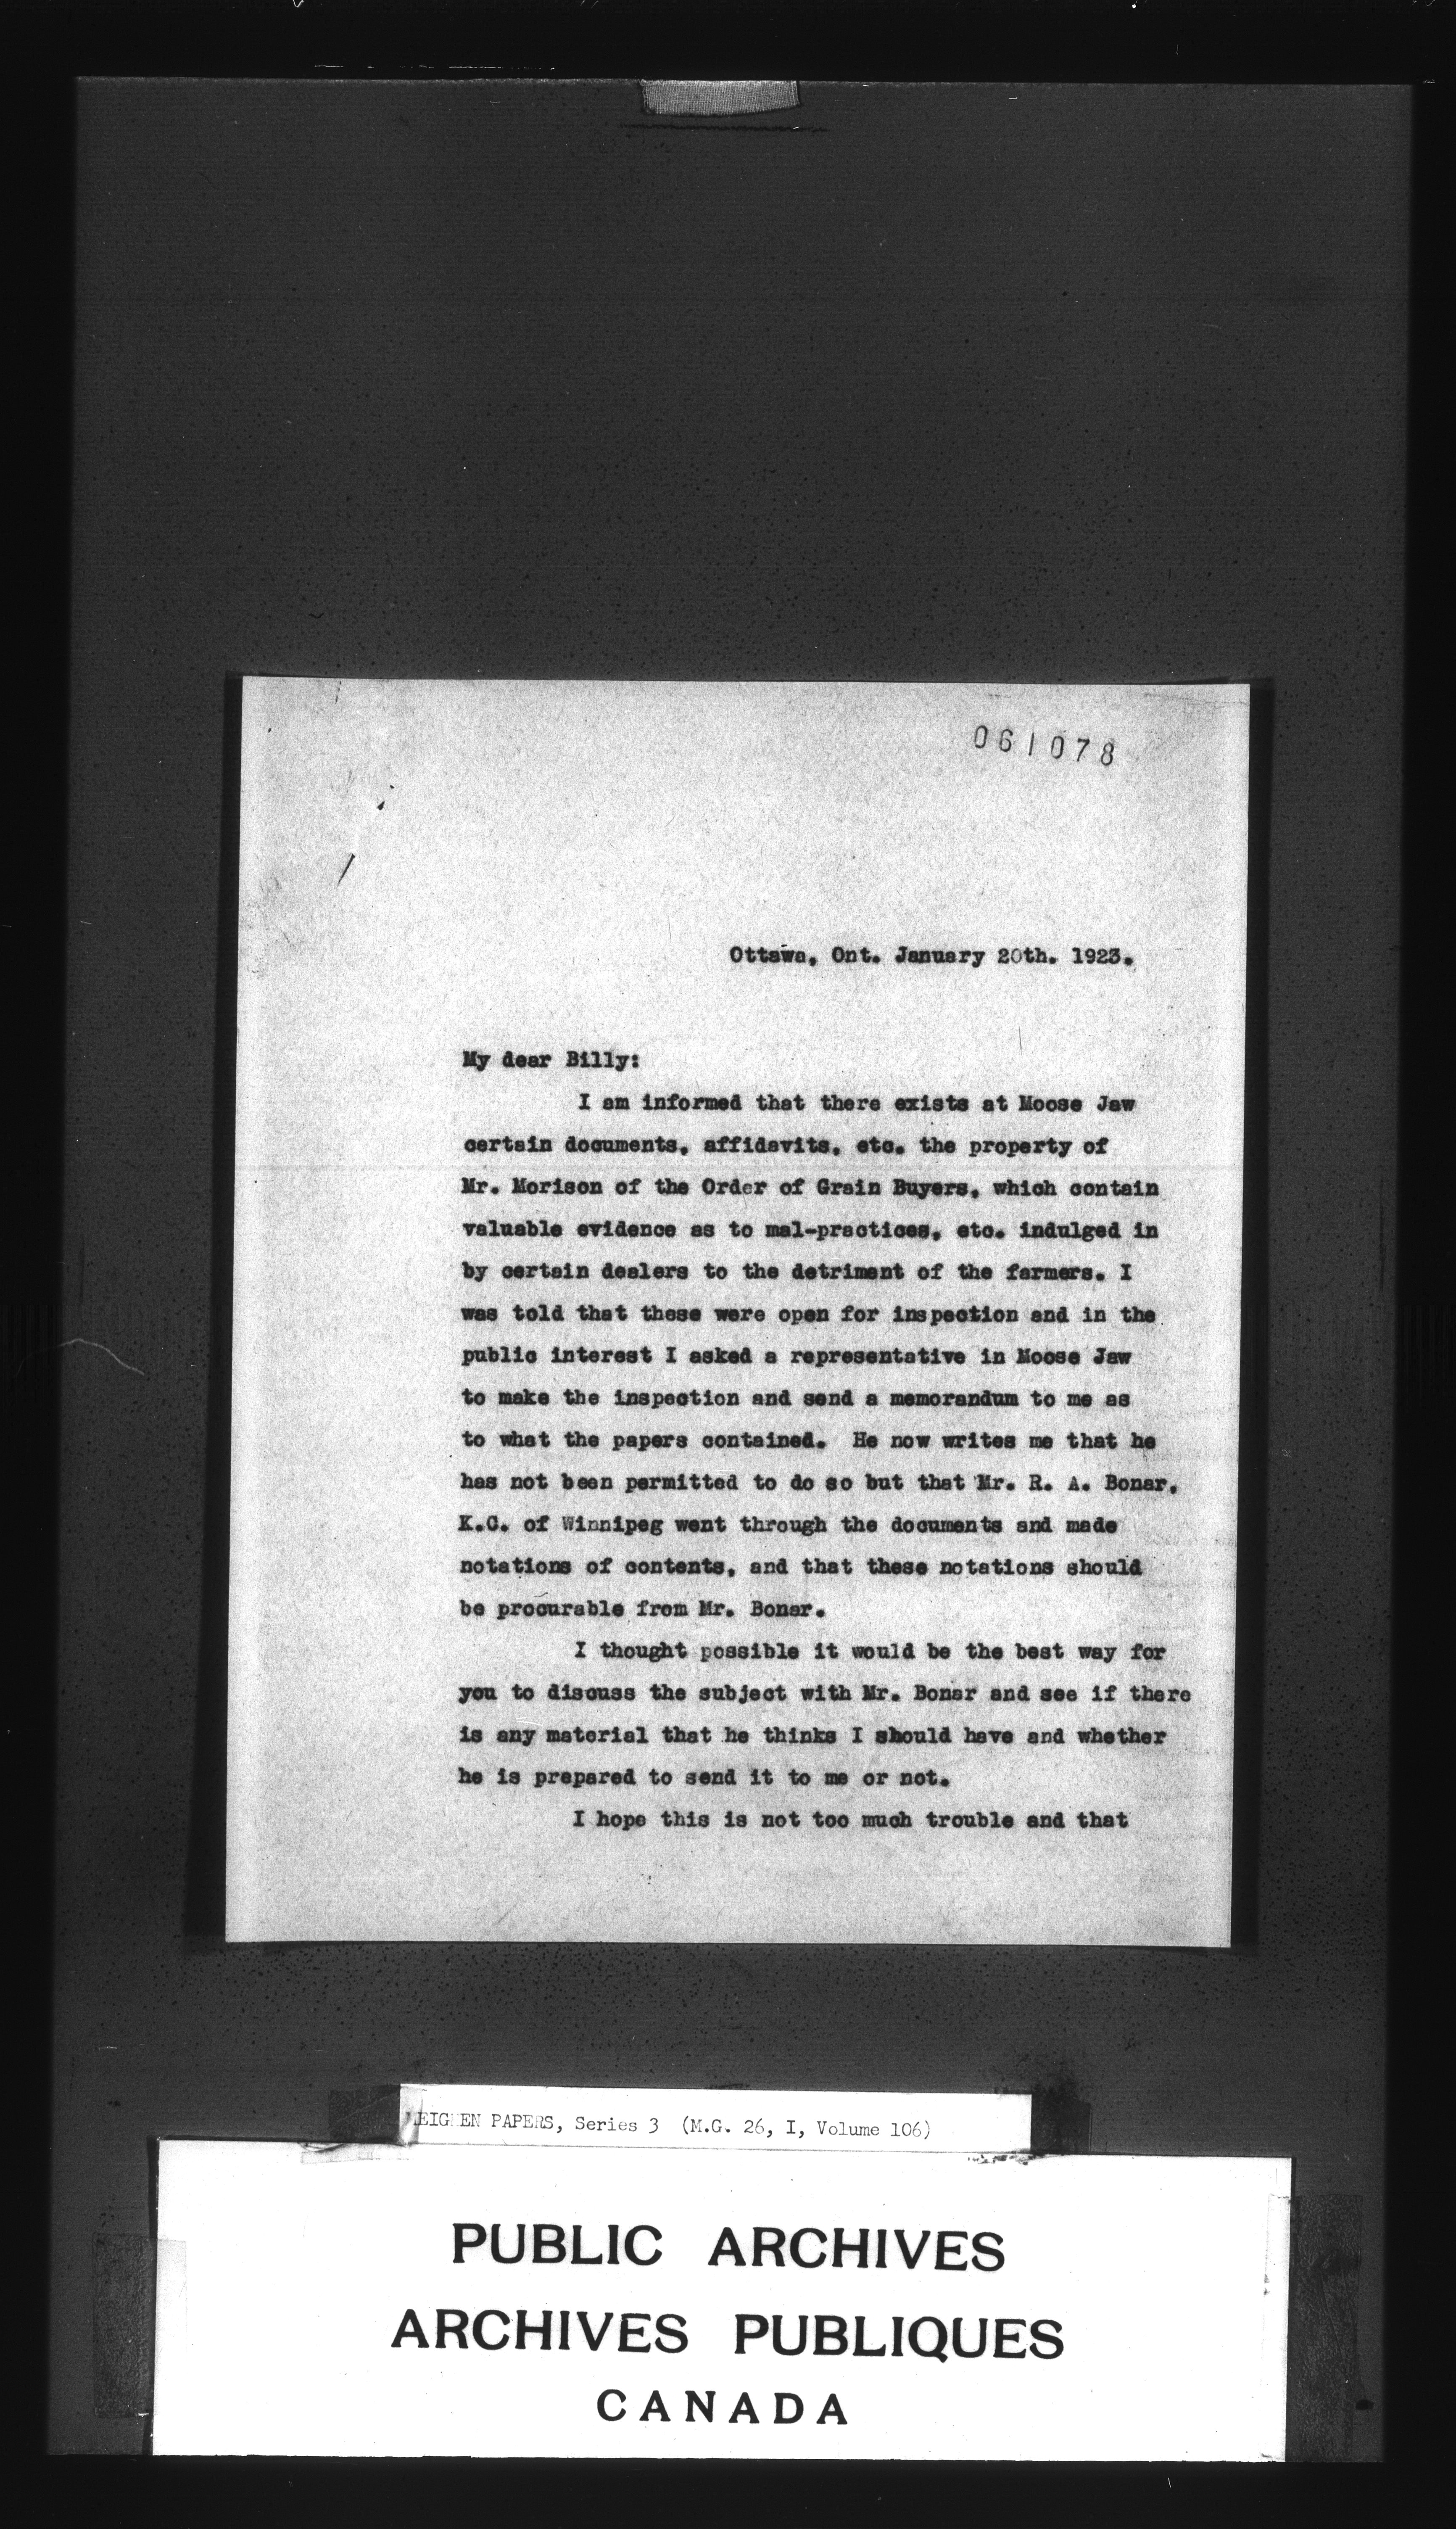 061078
Ottawa, Ont. January 20th. 1923.
My dear Billy:
I am informed that there exists at Moose Jaw
certain documents, affidavits, etc. the property of
Mr. Morison of the Order of Grain Buyers, which contain
valuable evidence as to mal-practices, etc. indulged in
by certain dealers to the detriment of the farmers. I
was told that these were open for inspection and in the
public interest I asked a representative in Moose Jaw
to make the inspection and send a memorandum to me as
to what the papers contained. He now writes me that he
has not been permitted to do so but that Mr. R. A. Bonar,
K.C. of Winnipeg went through the documents and made
notations of contents, and that these notations should
be procurable from Mr. Bonar.
I thought possible it would be the best way for
you to discuss the subject with Mr. Bonar and see if there
is any material that he thinks I should have and whether
he is prepared to send it to me or not.
I hope this is not too much trouble and that
MEIGHEN PAPERS, Series 3 (M.G. 26, I, Volume 106)
PUBLIC ARCHIVES
ARCHIVES PUBLIQUES
CANADA